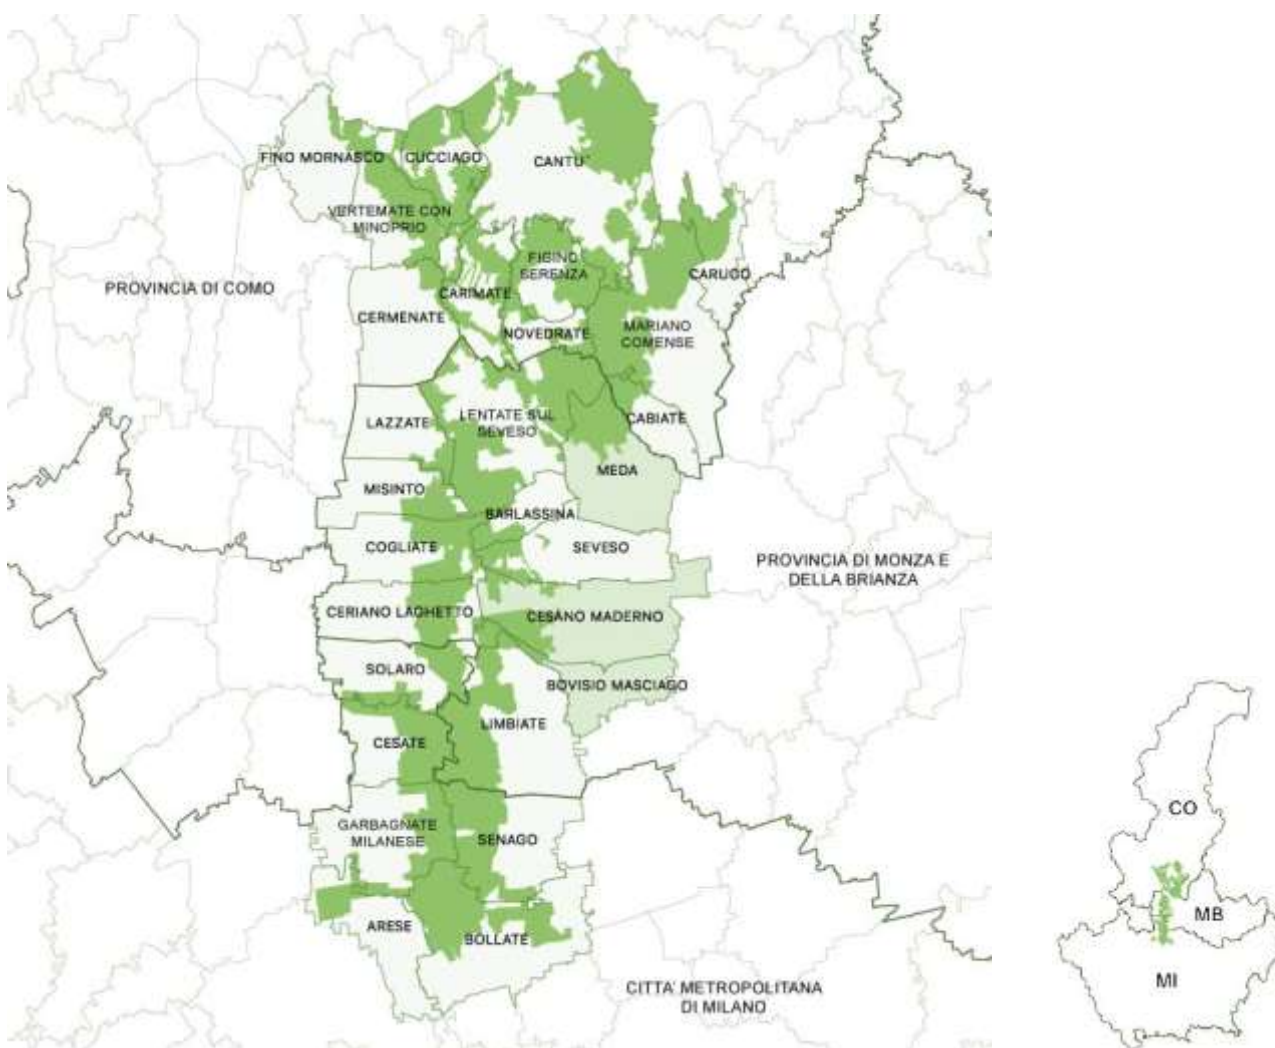 FINO MORNASCO
CUCCIAGO
CANTU'
VERTEMATE CON
MINOPRIO
FIGINO
SERENZA
CARUGO
PROVINCIA DI COMO
CARIMATE
CERMENATE
NOVEDRATE
MARIANO
COMENSE
LAZZATE
LENTATE SUL
SEVESO
CABIATE
MEDA
MISINTO
BARLASSINA
COGLIATE
SEVESO
PROVINCIA DI MONZA E
DELLA BRIANZA
CERIANO LAGHETTO
CESANO MADERNO
SOLARO
BOVISIO MASCIAGO
LIMBIATE
CESATE
GARBAGNATE
MILANESE
SENAGO
ARESE
BOLLATE
CITTA' METROPOLITANA
DI MILANO
CO
MB
MI